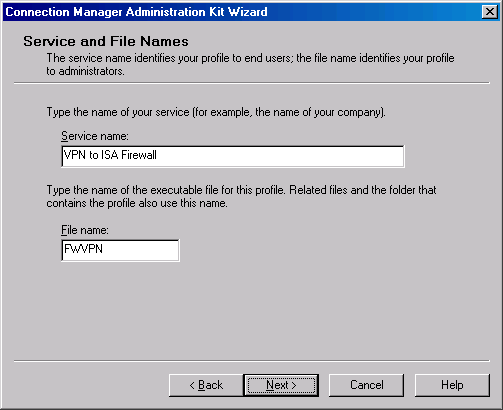 Connection Manager Administration Kit Wizard
Service and File Names
The service name identifies your profile to end users; the file name identifies your profile
to administrators.
Type the name of your service (for example, the name of your company).
Service name:
VPN to ISA Firewall
Type the name of the executable file for this profile. Related files and the folder that
contains the profile also use this name.
File name:
FWVPN
< Back Next > Cancel Help